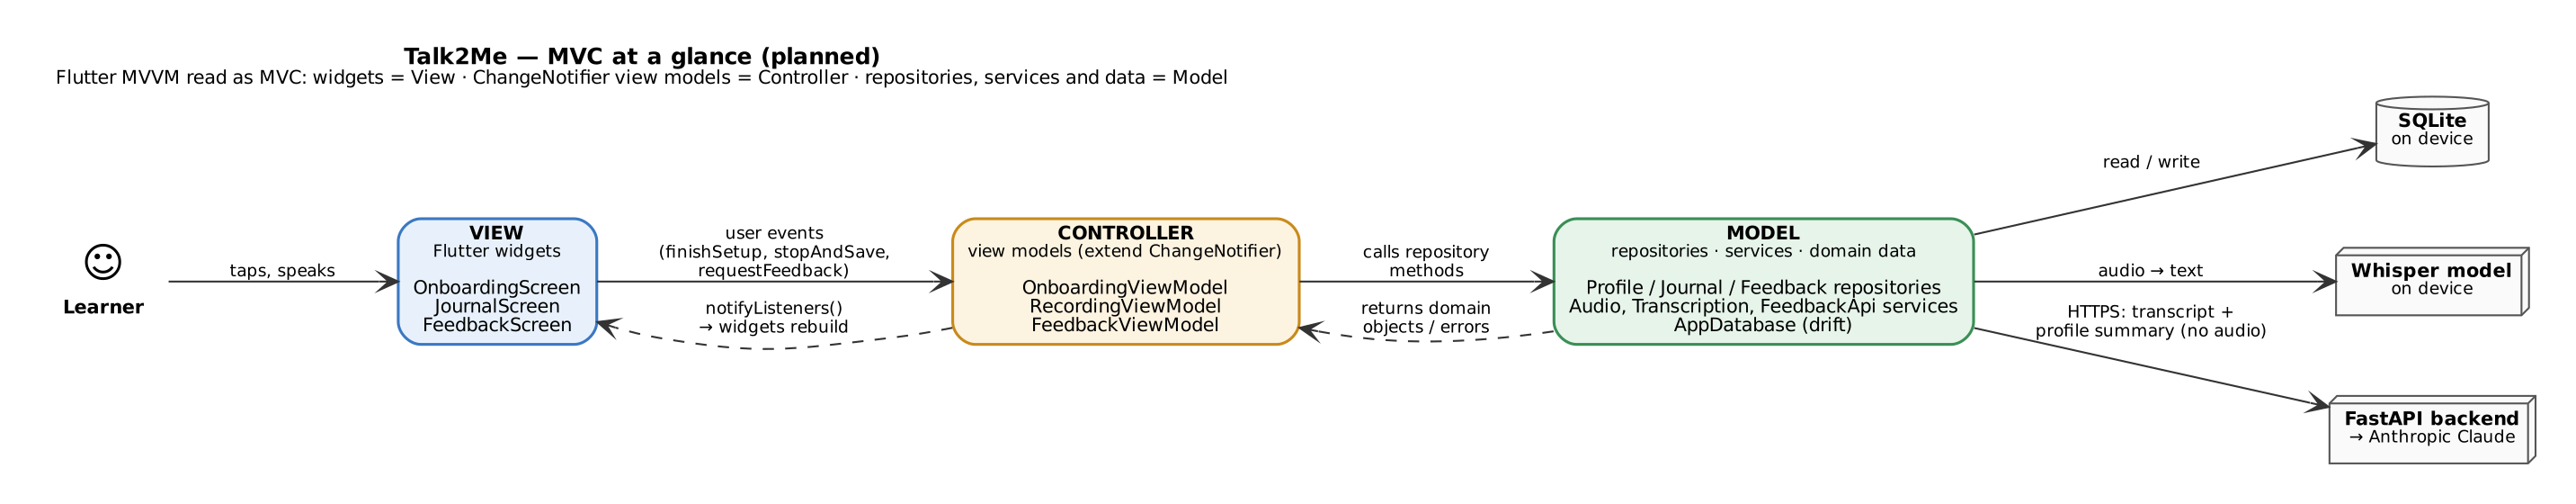 Talk2Me — MVC at a glance (planned)
Flutter MVVM read as MVC: widgets = View · ChangeNotifier view models = Controller · repositories, services and data = Model
Learner
taps, speaks
VIEW
Flutter widgets
OnboardingScreen
JournalScreen
FeedbackScreen
user events
(finishSetup, stopAndSave,
requestFeedback)
notifyListeners()
→ widgets rebuild
CONTROLLER
view models (extend ChangeNotifier)
OnboardingViewModel
RecordingViewModel
FeedbackViewModel
calls repository
methods
returns domain
objects / errors
MODEL
repositories · services · domain data
Profile / Journal / Feedback repositories
Audio, Transcription, FeedbackApi services
AppDatabase (drift)
read / write
SQLite
on device
audio → text
Whisper model
on device
HTTPS: transcript +
profile summary (no audio)
FastAPI backend
→ Anthropic Claude